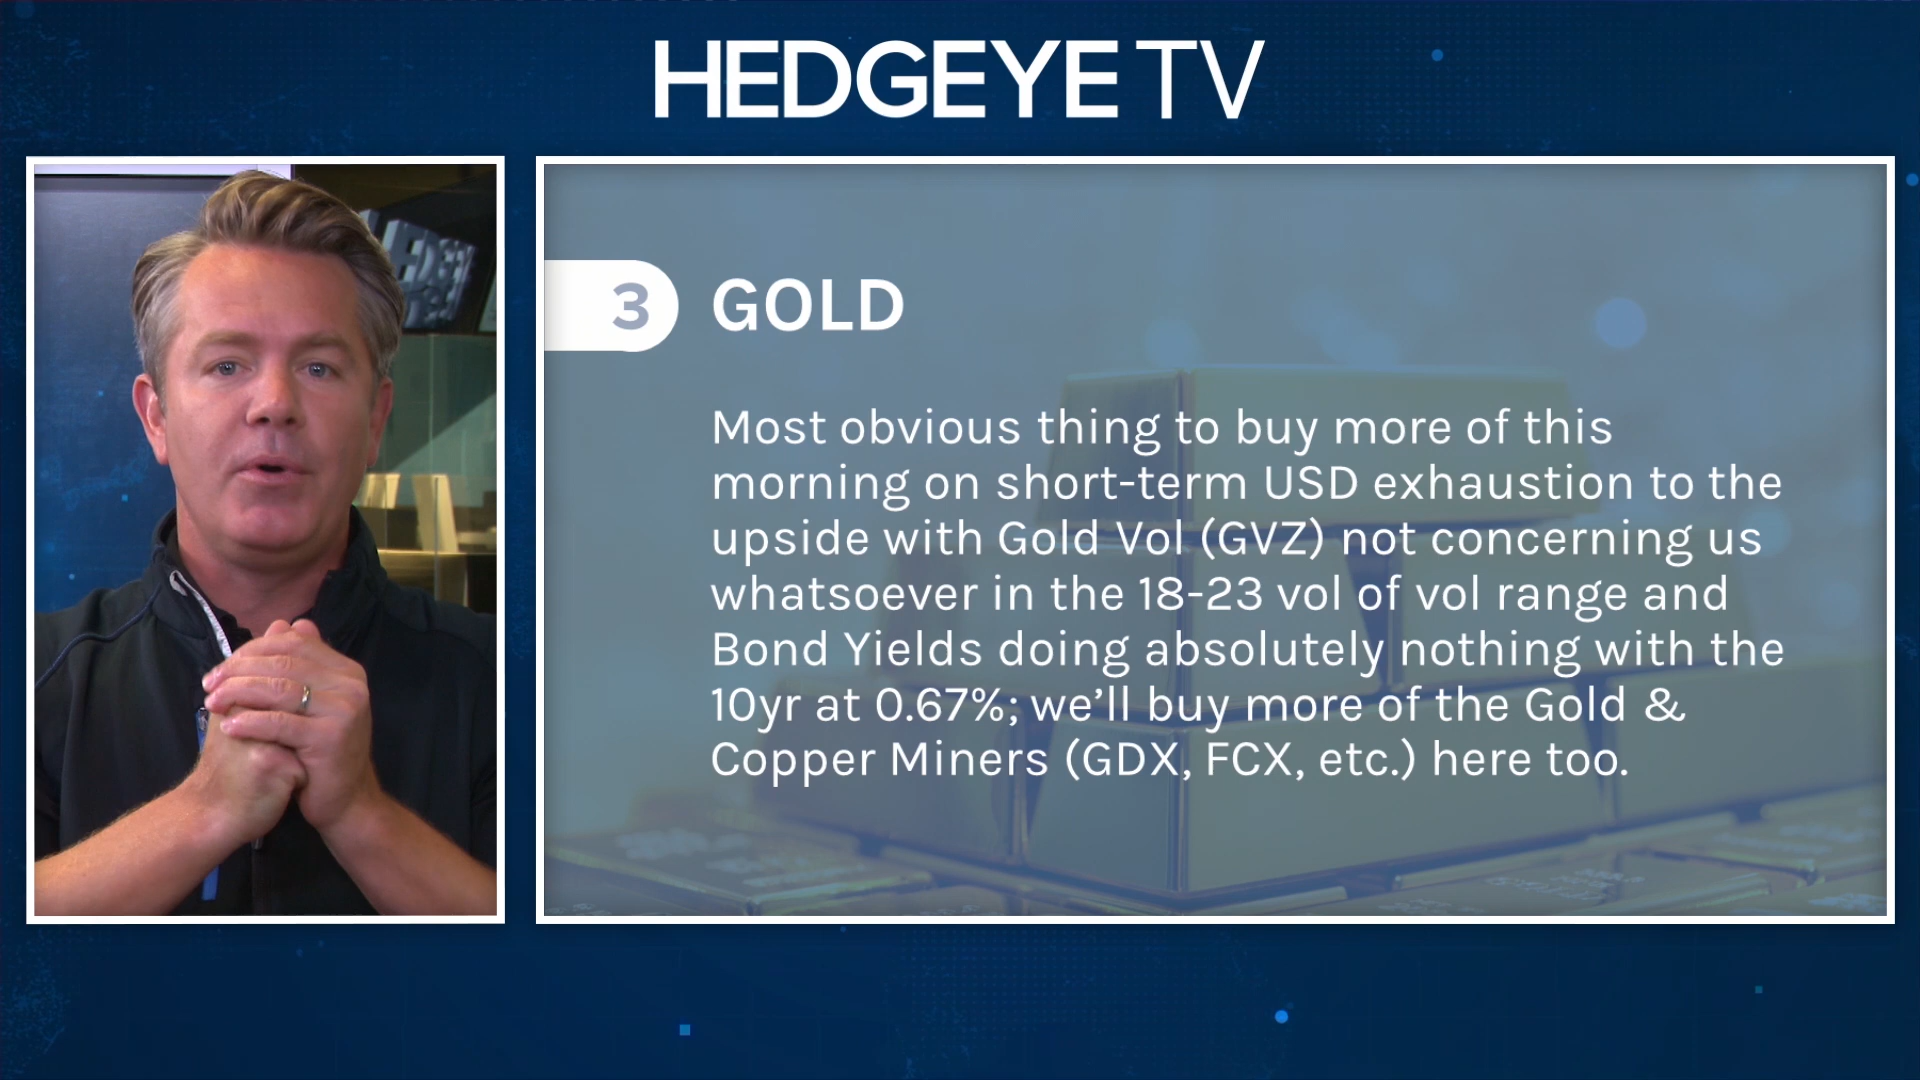 HEDGEYE TV
3 GOLD
Most obvious thing to buy more of this
morning on short-term USD exhaustion to the
upside with Gold Vol (GVZ) not concerning us
whatsoever in the 18-23 vol of vol range and
Bond Yields doing absolutely nothing with the
10yr at 0.67%; we’ll buy more of the Gold &
Copper Miners (GDX, FCX, etc.) here too.